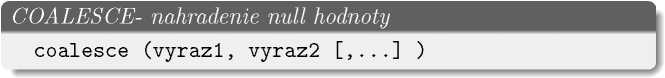 COALESCE- nahradenie null hodnoty
coalesce (vyraz1, vyraz2 [,...] )